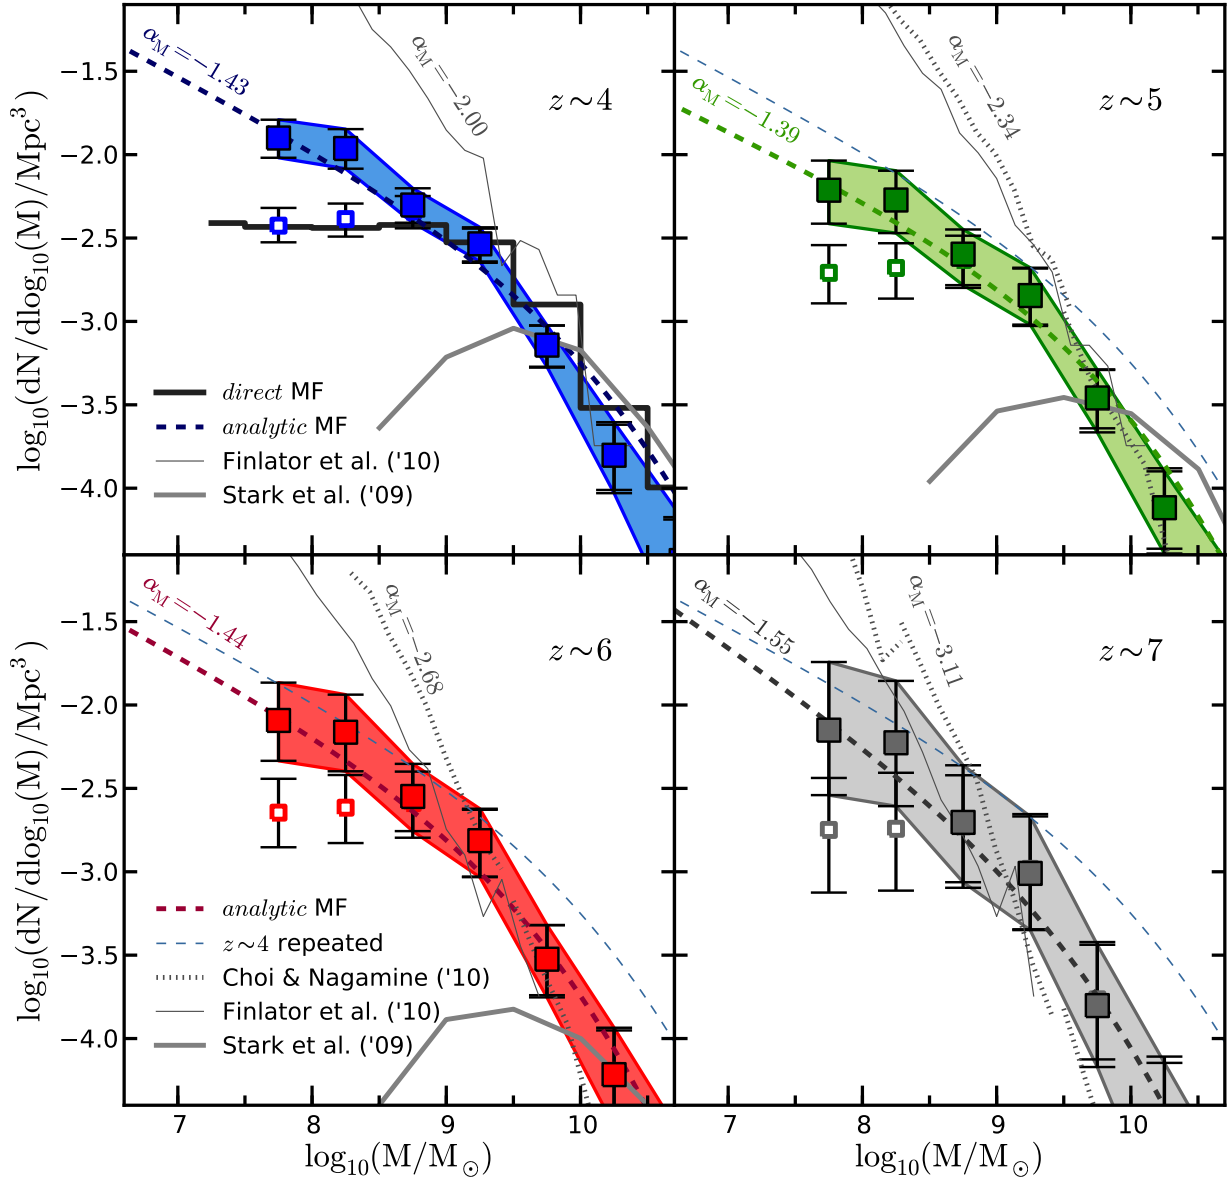 α_M=−1.43
α_M=−2.00
z∼4
α_M=−1.39
α_M=−2.34
z∼5
−1.5
−2.0
−2.5
−3.0
−3.5
−4.0
log₁₀(dN/dlog₁₀(M)/Mpc³)
direct MF
analytic MF
Finlator et al. ('10)
Stark et al. ('09)
α_M=−1.44
α_M=−2.68
z∼6
α_M=−1.55
α_M=−3.11
z∼7
−1.5
−2.0
−2.5
−3.0
−3.5
−4.0
log₁₀(dN/dlog₁₀(M)/Mpc³)
analytic MF
z∼4 repeated
Choi & Nagamine ('10)
Finlator et al. ('10)
Stark et al. ('09)
7 8 9 10
7 8 9 10
log₁₀(M/M☉)
log₁₀(M/M☉)